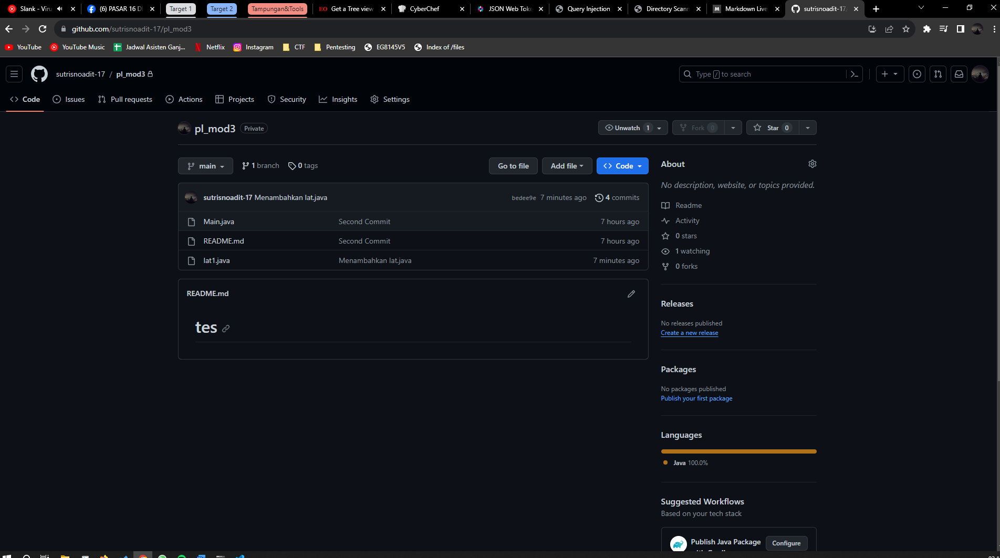 Slank - Viru
(6) PASAR 16 D
Target 1
Target 2
Tampungan&Tools
EO Get a Tree view
CyberChef
JSON Web Toke
Query Injection
Directory Scann
M Markdown Live
sutrisnoadit-17/
github.com/sutrisnoadit-17/pl_mod3
YouTube
YouTube Music
Jadwal Asisten Ganj...
Netflix
Instagram
CTF
Pentesting
EG8145V5
Index of /files
sutrisnoadit-17 / pl_mod3
Type / to search
Code
Issues
Pull requests
Actions
Projects
Security
Insights
Settings
pl_mod3 Private
Unwatch 1
Fork 0
Star 0
main
1 branch
0 tags
Go to file
Add file
Code
sutrisnoadit-17 Menambahkan lat.java
bedee9e 7 minutes ago
4 commits
Main.java Second Commit 7 hours ago
README.md Second Commit 7 hours ago
lat1.java Menambahkan lat.java 7 minutes ago
README.md
tes
About
No description, website, or topics provided.
Readme
Activity
0 stars
1 watching
0 forks
Releases
No releases published
Create a new release
Packages
No packages published
Publish your first package
Languages
Java 100.0%
Suggested Workflows
Based on your tech stack
Publish Java Package
Configure